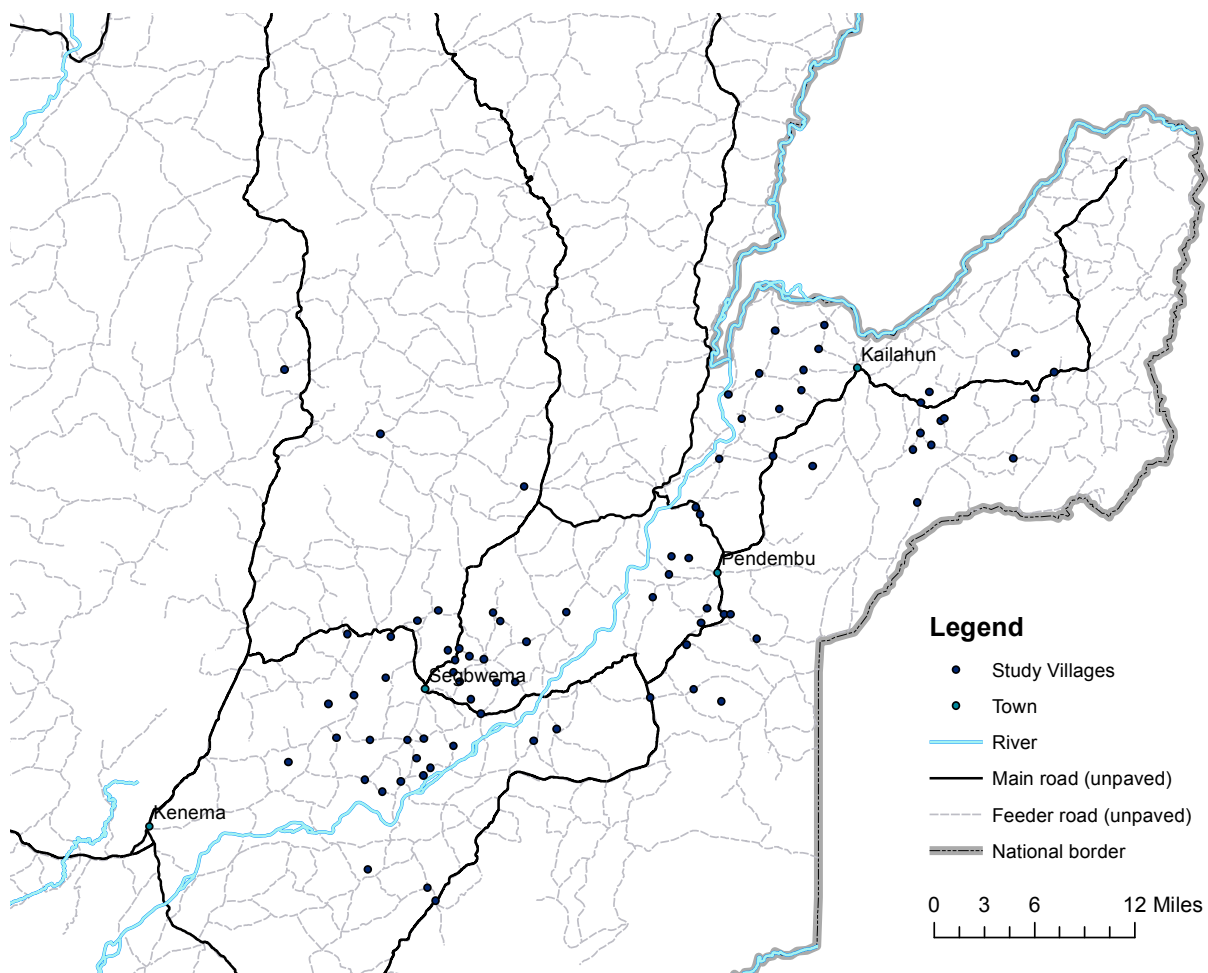 Kailahun
Pendembu
Segbwema
Kenema
Legend
Study Villages
Town
River
Main road (unpaved)
Feeder road (unpaved)
National border
0 3 6 12 Miles